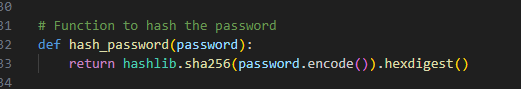 30
31 # Function to hash the password
32 def hash_password(password):
33     return hashlib.sha256(password.encode()).hexdigest()
34